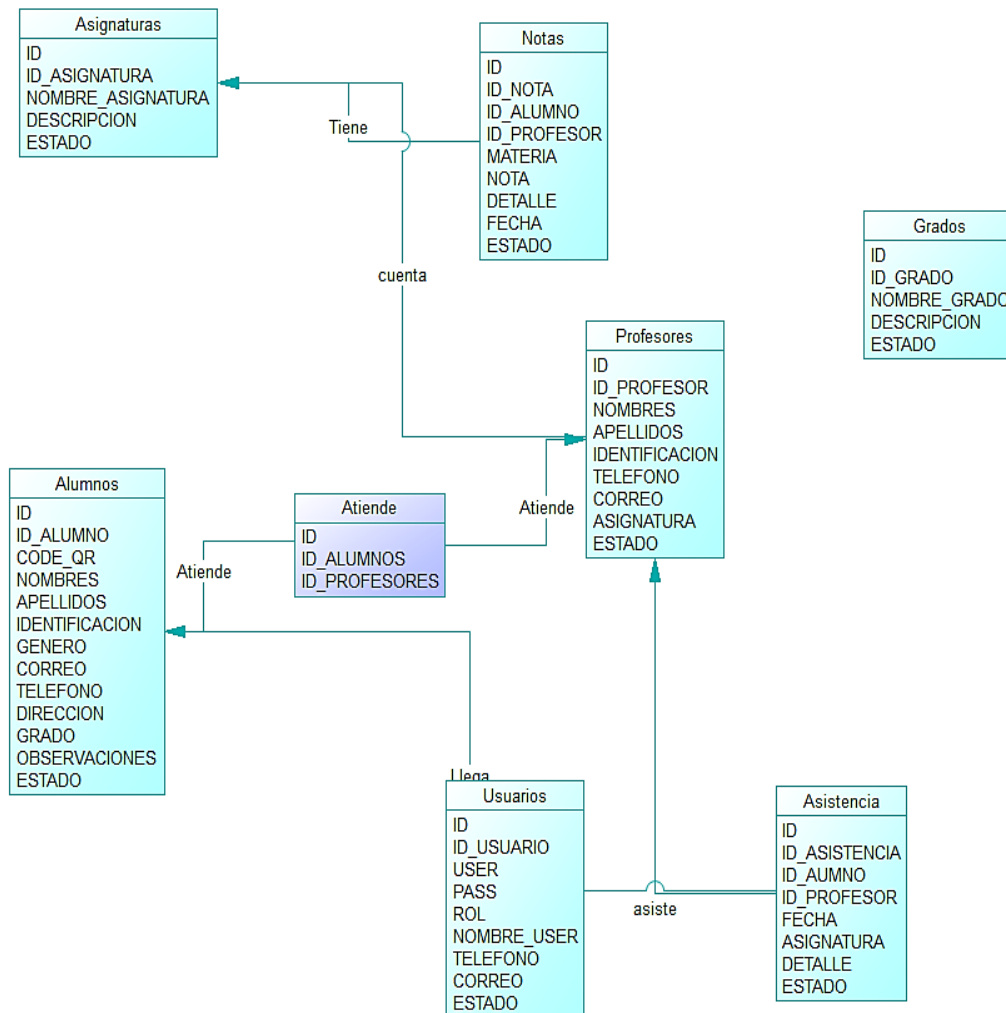 Asignaturas
ID
ID_ASIGNATURA
NOMBRE_ASIGNATURA
DESCRIPCION
ESTADO
Notas
ID
ID_NOTA
ID_ALUMNO
ID_PROFESOR
MATERIA
NOTA
DETALLE
FECHA
ESTADO
Tiene
cuenta
Grados
ID
ID_GRADO
NOMBRE_GRADO
DESCRIPCION
ESTADO
Profesores
ID
ID_PROFESOR
NOMBRES
APELLIDOS
IDENTIFICACION
TELEFONO
CORREO
ASIGNATURA
ESTADO
Alumnos
ID
ID_ALUMNO
CODE_QR
NOMBRES
APELLIDOS
IDENTIFICACION
GENERO
CORREO
TELEFONO
DIRECCION
GRADO
OBSERVACIONES
ESTADO
Atiende
Atiende
ID
ID_ALUMNOS
ID_PROFESORES
Atiende
Llega
Usuarios
ID
ID_USUARIO
USER
PASS
ROL
NOMBRE_USER
TELEFONO
CORREO
ESTADO
asiste
Asistencia
ID
ID_ASISTENCIA
ID_AUMNO
ID_PROFESOR
FECHA
ASIGNATURA
DETALLE
ESTADO